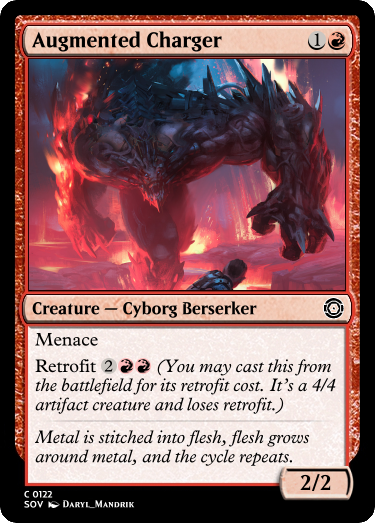 Augmented Charger 1
Creature — Cyborg Berserker
Menace
Retrofit 2 (You may cast this from
the battlefield for its retrofit cost. It's a 4/4
artifact creature and loses retrofit.)
Metal is stitched into flesh, flesh grows
around metal, and the cycle repeats.
2/2
C 0122
SOV Daryl_Mandrik